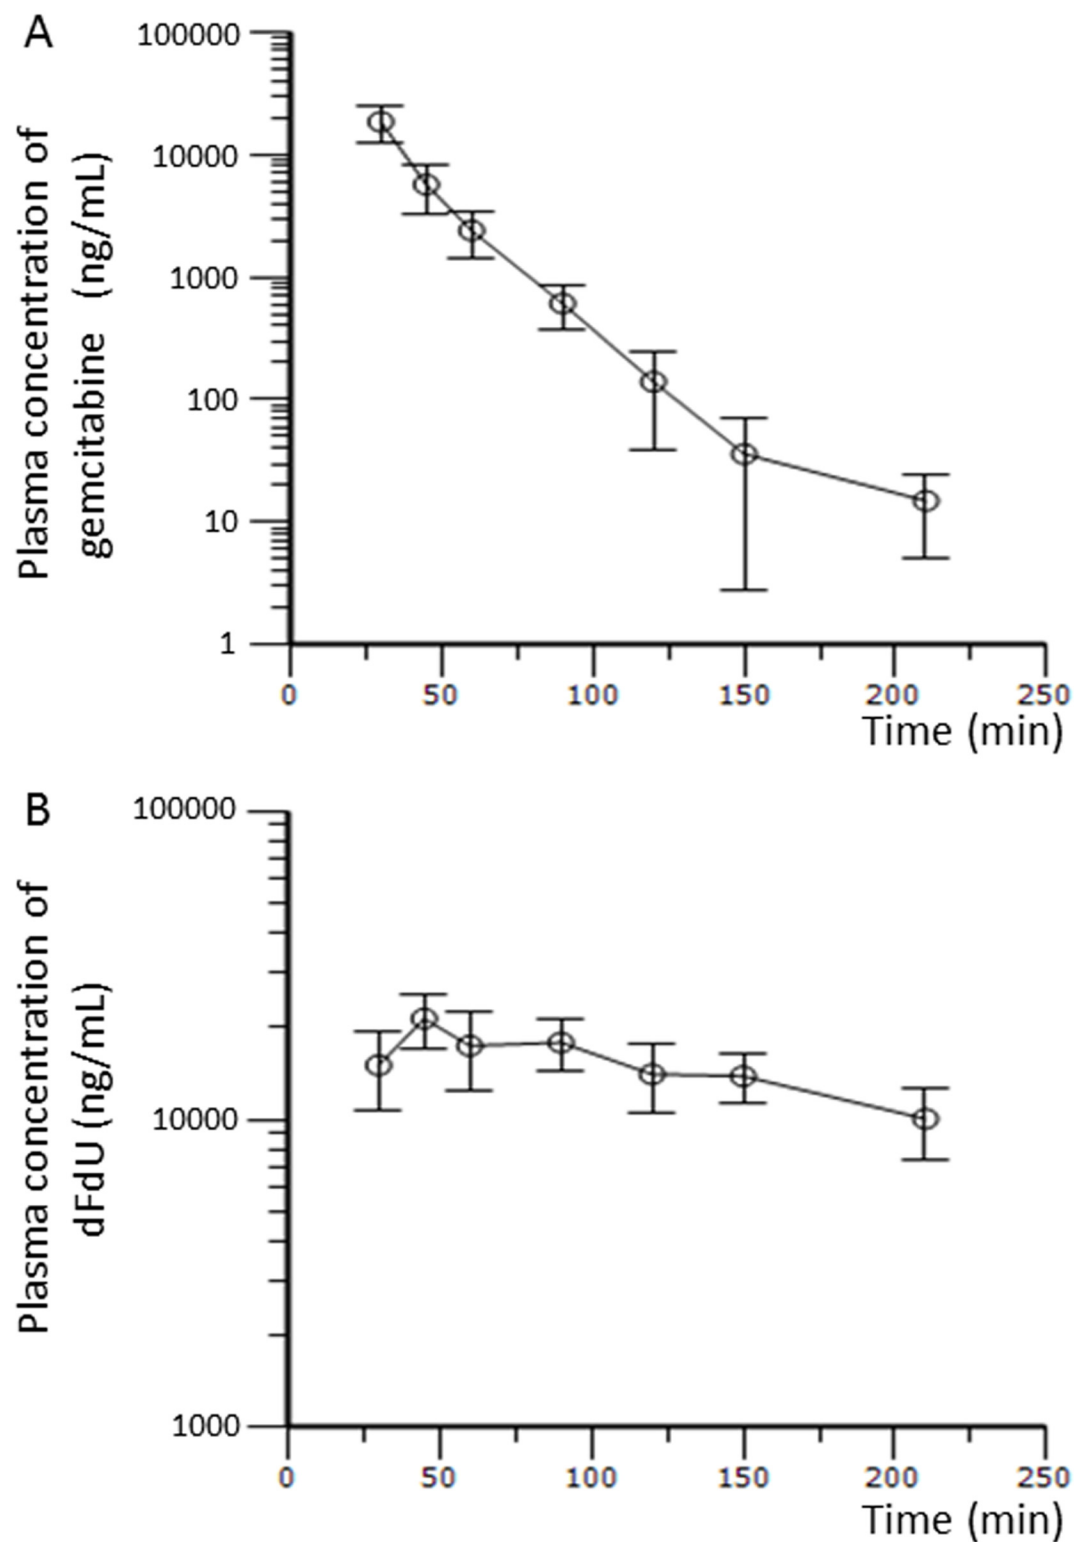 A
Plasma concentration of
gemcitabine (ng/mL)
100000
10000
1000
100
10
1
0 50 100 150 200 250
Time (min)
B
Plasma concentration of
dFdU (ng/mL)
100000
10000
1000
0 50 100 150 200 250
Time (min)